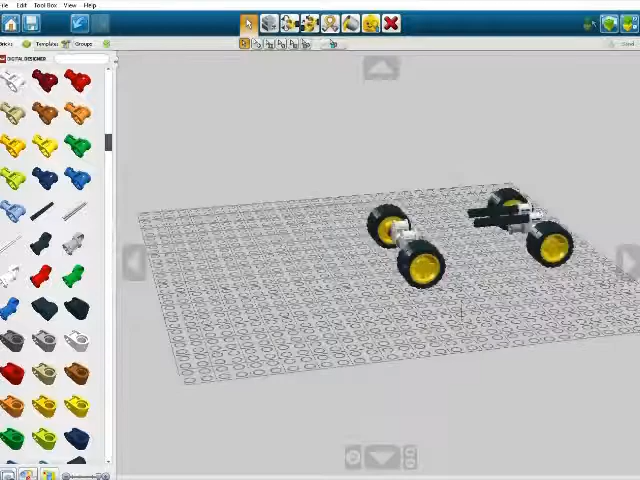 File Edit Tool Box View Help
Bricks Templates Groups
DIGITAL DESIGNER